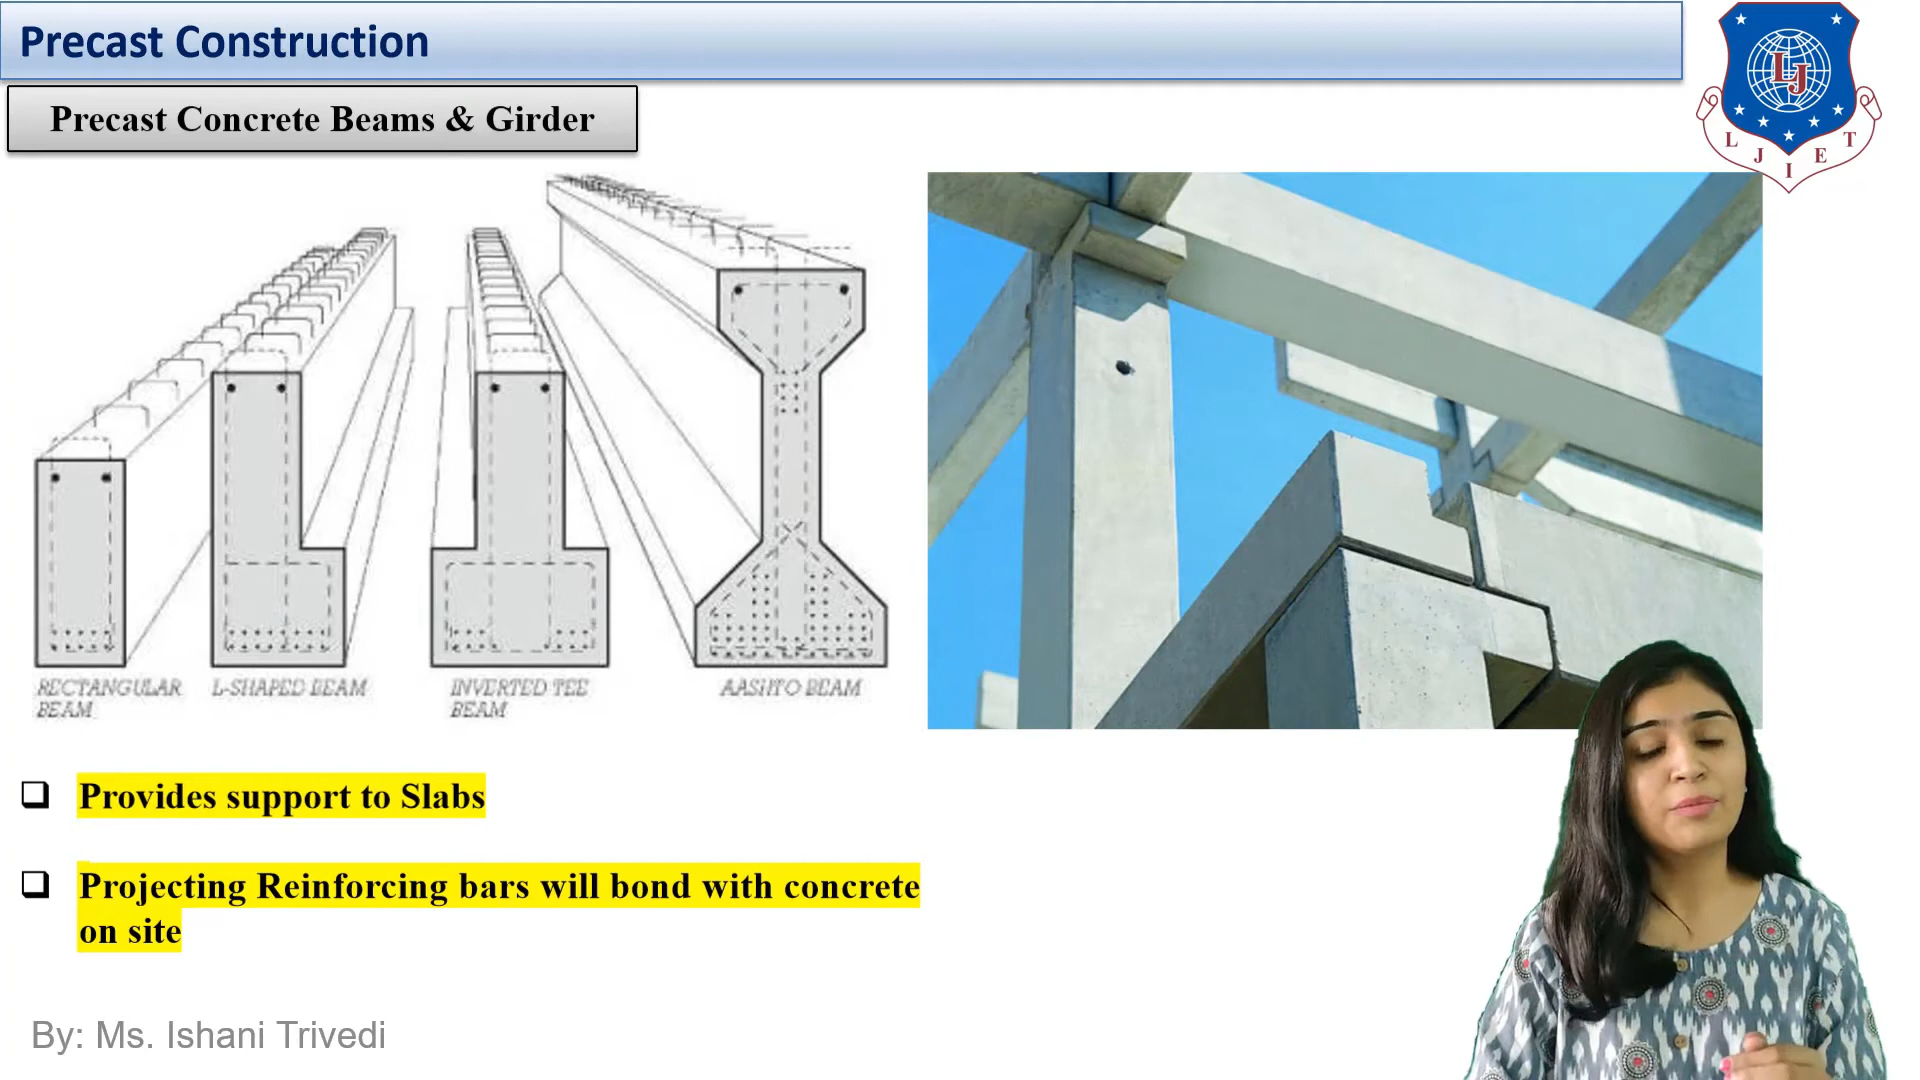 Precast Construction
Precast Concrete Beams & Girder
LJ
L J I E T
RECTANGULAR
BEAM
L-SHAPED BEAM
INVERTED TEE
BEAM
AASHTO BEAM
Provides support to Slabs
Projecting Reinforcing bars will bond with concrete
on site
By: Ms. Ishani Trivedi